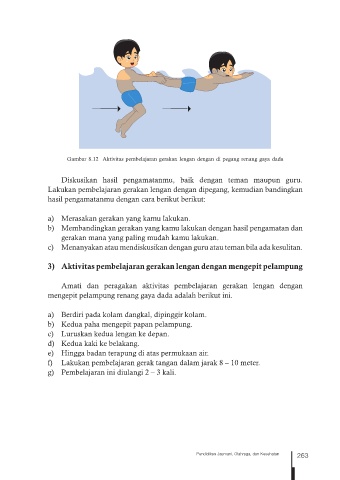 Gambar 8.12 Aktivitas pembelajaran gerakan lengan dengan di pegang renang gaya dada
Diskusikan hasil pengamatanmu, baik dengan teman maupun guru.
Lakukan pembelajaran gerakan lengan dengan dipegang, kemudian bandingkan
hasil pengamatanmu dengan cara berikut berikut:
a) Merasakan gerakan yang kamu lakukan.
b) Membandingkan gerakan yang kamu lakukan dengan hasil pengamatan dan
gerakan mana yang paling mudah kamu lakukan.
c) Menanyakan atau mendiskusikan dengan guru atau teman bila ada kesulitan.
3) Aktivitas pembelajaran gerakan lengan dengan mengepit pelampung
Amati dan peragakan aktivitas pembelajaran gerakan lengan dengan
mengepit pelampung renang gaya dada adalah berikut ini.
a) Berdiri pada kolam dangkal, dipinggir kolam.
b) Kedua paha mengepit papan pelampung.
c) Luruskan kedua lengan ke depan.
d) Kedua kaki ke belakang.
e) Hingga badan terapung di atas permukaan air.
f) Lakukan pembelajaran gerak tangan dalam jarak 8 – 10 meter.
g) Pembelajaran ini diulangi 2 – 3 kali.
Pendidikan Jasmani, Olahraga, dan Kesehatan 263